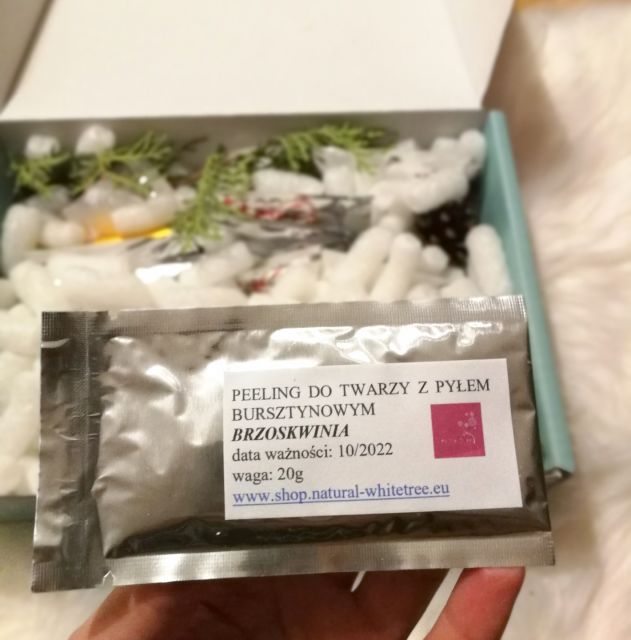 PEELING DO TWARZY Z PYŁEM
BURSZTYNOWYM
BRZOSKWINIA
data ważności: 10/2022
waga: 20g
www.shop.natural-whitetree.eu